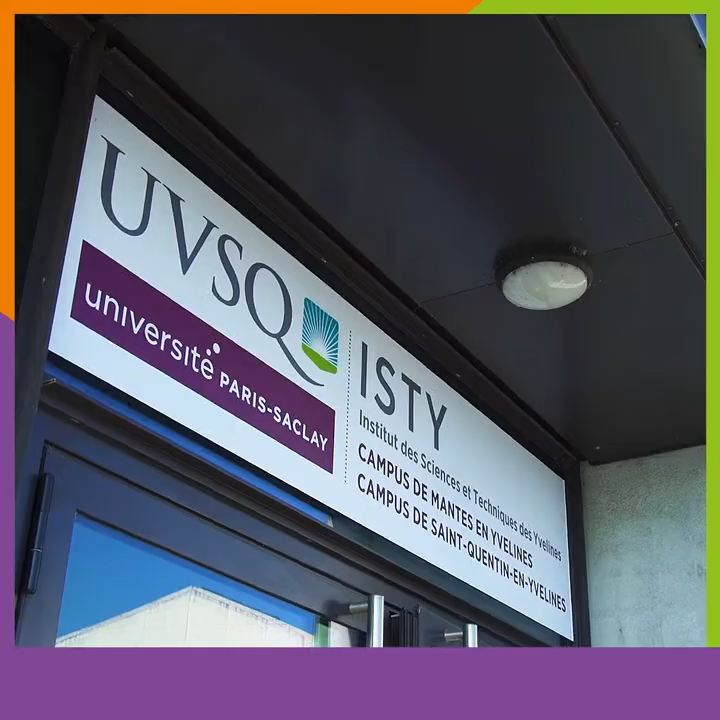 UVSQ
université PARIS-SACLAY
ISTY
Institut des Sciences et Techniques des Yvelines
CAMPUS DE MANTES EN YVELINES
CAMPUS DE SAINT-QUENTIN-EN-YVELINES